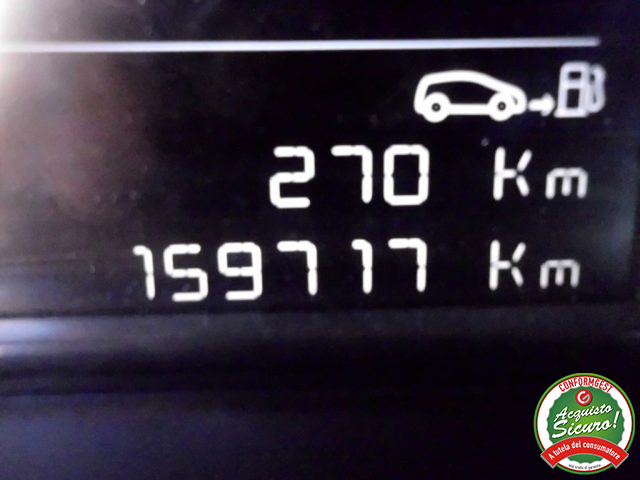 270 Km
159717 Km
CONFORMGEST
Acquisto
Sicuro!
A tutela del consumatore